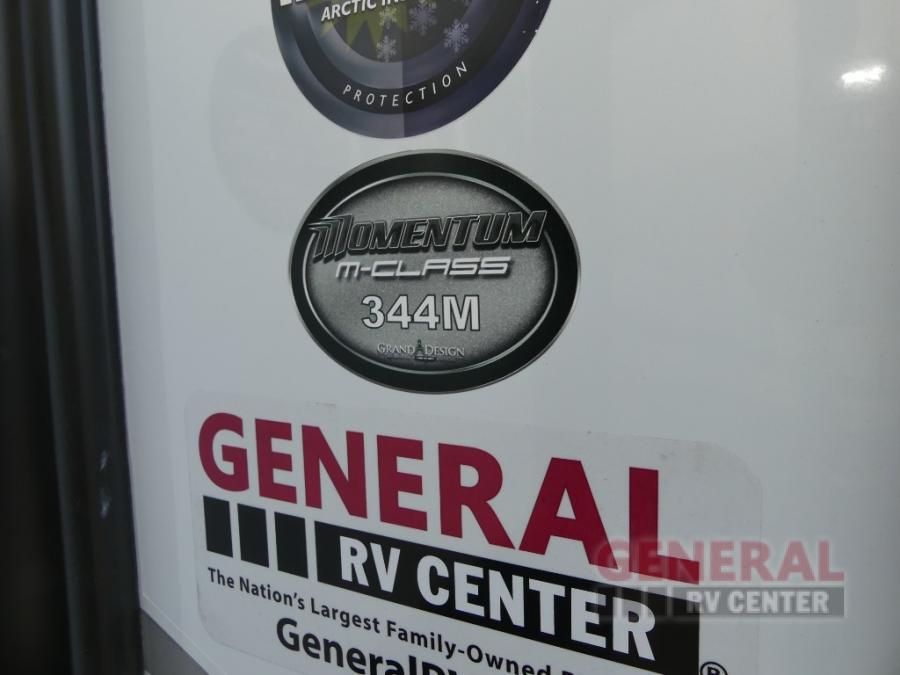 ARCTIC
PROTECTION
MOMENTUM
M-CLASS
344M
GRAND DESIGN
GENERAL
RV CENTER
The Nation's Largest Family-Owned
®
GENERAL
RV CENTER